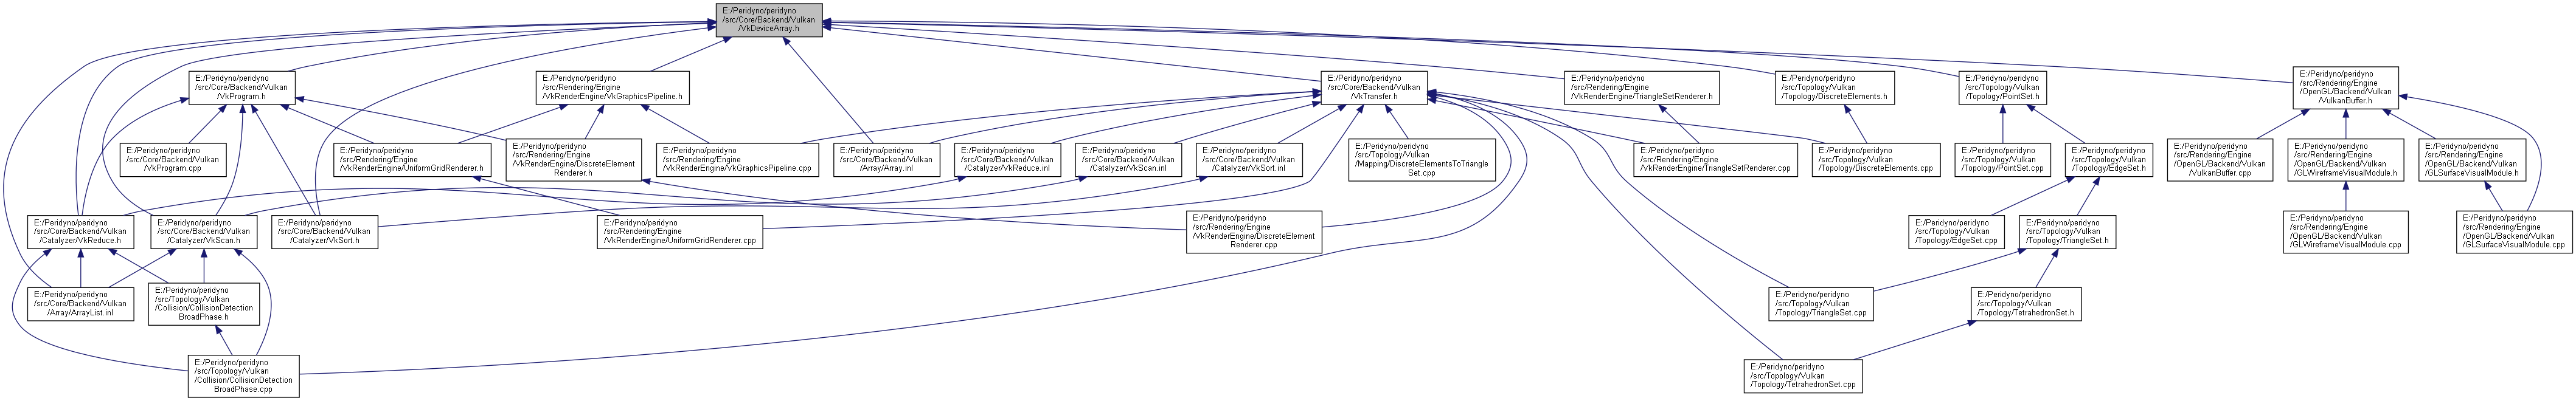 E:/Peridyno/peridyno
/src/Core/Backend/Vulkan
/VkDeviceArray.h
E:/Peridyno/peridyno
/src/Core/Backend/Vulkan
/VkProgram.h
E:/Peridyno/peridyno
/src/Rendering/Engine
/VkRenderEngine/VkGraphicsPipeline.h
E:/Peridyno/peridyno
/src/Core/Backend/Vulkan
/VkTransfer.h
E:/Peridyno/peridyno
/src/Rendering/Engine
/VkRenderEngine/TriangleSetRenderer.h
E:/Peridyno/peridyno
/src/Topology/Vulkan
/Topology/DiscreteElements.h
E:/Peridyno/peridyno
/src/Topology/Vulkan
/Topology/PointSet.h
E:/Peridyno/peridyno
/src/Rendering/Engine
/OpenGL/Backend/Vulkan
/VulkanBuffer.h
E:/Peridyno/peridyno
/src/Core/Backend/Vulkan
/VkProgram.cpp
E:/Peridyno/peridyno
/src/Rendering/Engine
/VkRenderEngine/UniformGridRenderer.h
E:/Peridyno/peridyno
/src/Rendering/Engine
/VkRenderEngine/DiscreteElement
Renderer.h
E:/Peridyno/peridyno
/src/Rendering/Engine
/VkRenderEngine/VkGraphicsPipeline.cpp
E:/Peridyno/peridyno
/src/Core/Backend/Vulkan
/Array/Array.inl
E:/Peridyno/peridyno
/src/Core/Backend/Vulkan
/Catalyzer/VkReduce.inl
E:/Peridyno/peridyno
/src/Core/Backend/Vulkan
/Catalyzer/VkScan.inl
E:/Peridyno/peridyno
/src/Core/Backend/Vulkan
/Catalyzer/VkSort.inl
E:/Peridyno/peridyno
/src/Topology/Vulkan
/Mapping/DiscreteElementsToTriangle
Set.cpp
E:/Peridyno/peridyno
/src/Rendering/Engine
/VkRenderEngine/TriangleSetRenderer.cpp
E:/Peridyno/peridyno
/src/Topology/Vulkan
/Topology/DiscreteElements.cpp
E:/Peridyno/peridyno
/src/Topology/Vulkan
/Topology/PointSet.cpp
E:/Peridyno/peridyno
/src/Topology/Vulkan
/Topology/EdgeSet.h
E:/Peridyno/peridyno
/src/Rendering/Engine
/OpenGL/Backend/Vulkan
/VulkanBuffer.cpp
E:/Peridyno/peridyno
/src/Rendering/Engine
/OpenGL/Backend/Vulkan
/GLWireframeVisualModule.h
E:/Peridyno/peridyno
/src/Rendering/Engine
/OpenGL/Backend/Vulkan
/GLSurfaceVisualModule.h
E:/Peridyno/peridyno
/src/Core/Backend/Vulkan
/Catalyzer/VkReduce.h
E:/Peridyno/peridyno
/src/Core/Backend/Vulkan
/Catalyzer/VkScan.h
E:/Peridyno/peridyno
/src/Core/Backend/Vulkan
/Catalyzer/VkSort.h
E:/Peridyno/peridyno
/src/Rendering/Engine
/VkRenderEngine/UniformGridRenderer.cpp
E:/Peridyno/peridyno
/src/Rendering/Engine
/VkRenderEngine/DiscreteElement
Renderer.cpp
E:/Peridyno/peridyno
/src/Topology/Vulkan
/Topology/EdgeSet.cpp
E:/Peridyno/peridyno
/src/Topology/Vulkan
/Topology/TriangleSet.h
E:/Peridyno/peridyno
/src/Rendering/Engine
/OpenGL/Backend/Vulkan
/GLWireframeVisualModule.cpp
E:/Peridyno/peridyno
/src/Rendering/Engine
/OpenGL/Backend/Vulkan
/GLSurfaceVisualModule.cpp
E:/Peridyno/peridyno
/src/Core/Backend/Vulkan
/Array/ArrayList.inl
E:/Peridyno/peridyno
/src/Topology/Vulkan
/Collision/CollisionDetection
BroadPhase.h
E:/Peridyno/peridyno
/src/Topology/Vulkan
/Topology/TriangleSet.cpp
E:/Peridyno/peridyno
/src/Topology/Vulkan
/Topology/TetrahedronSet.h
E:/Peridyno/peridyno
/src/Topology/Vulkan
/Collision/CollisionDetection
BroadPhase.cpp
E:/Peridyno/peridyno
/src/Topology/Vulkan
/Topology/TetrahedronSet.cpp